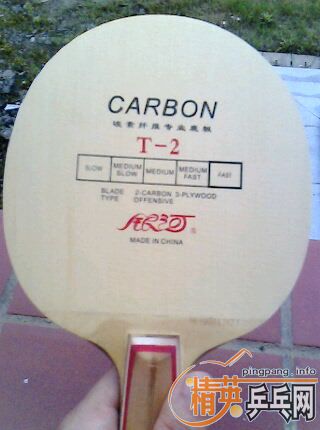 CARBON
碳素纤维专业底板
T-2
SLOW
MEDIUM SLOW
MEDIUM
MEDIUM FAST
FAST
BLADE 2-CARBON 3-PLYWOOD
TYPE OFFENSIVE
MADE IN CHINA
pingpang.info
精英乒乓网